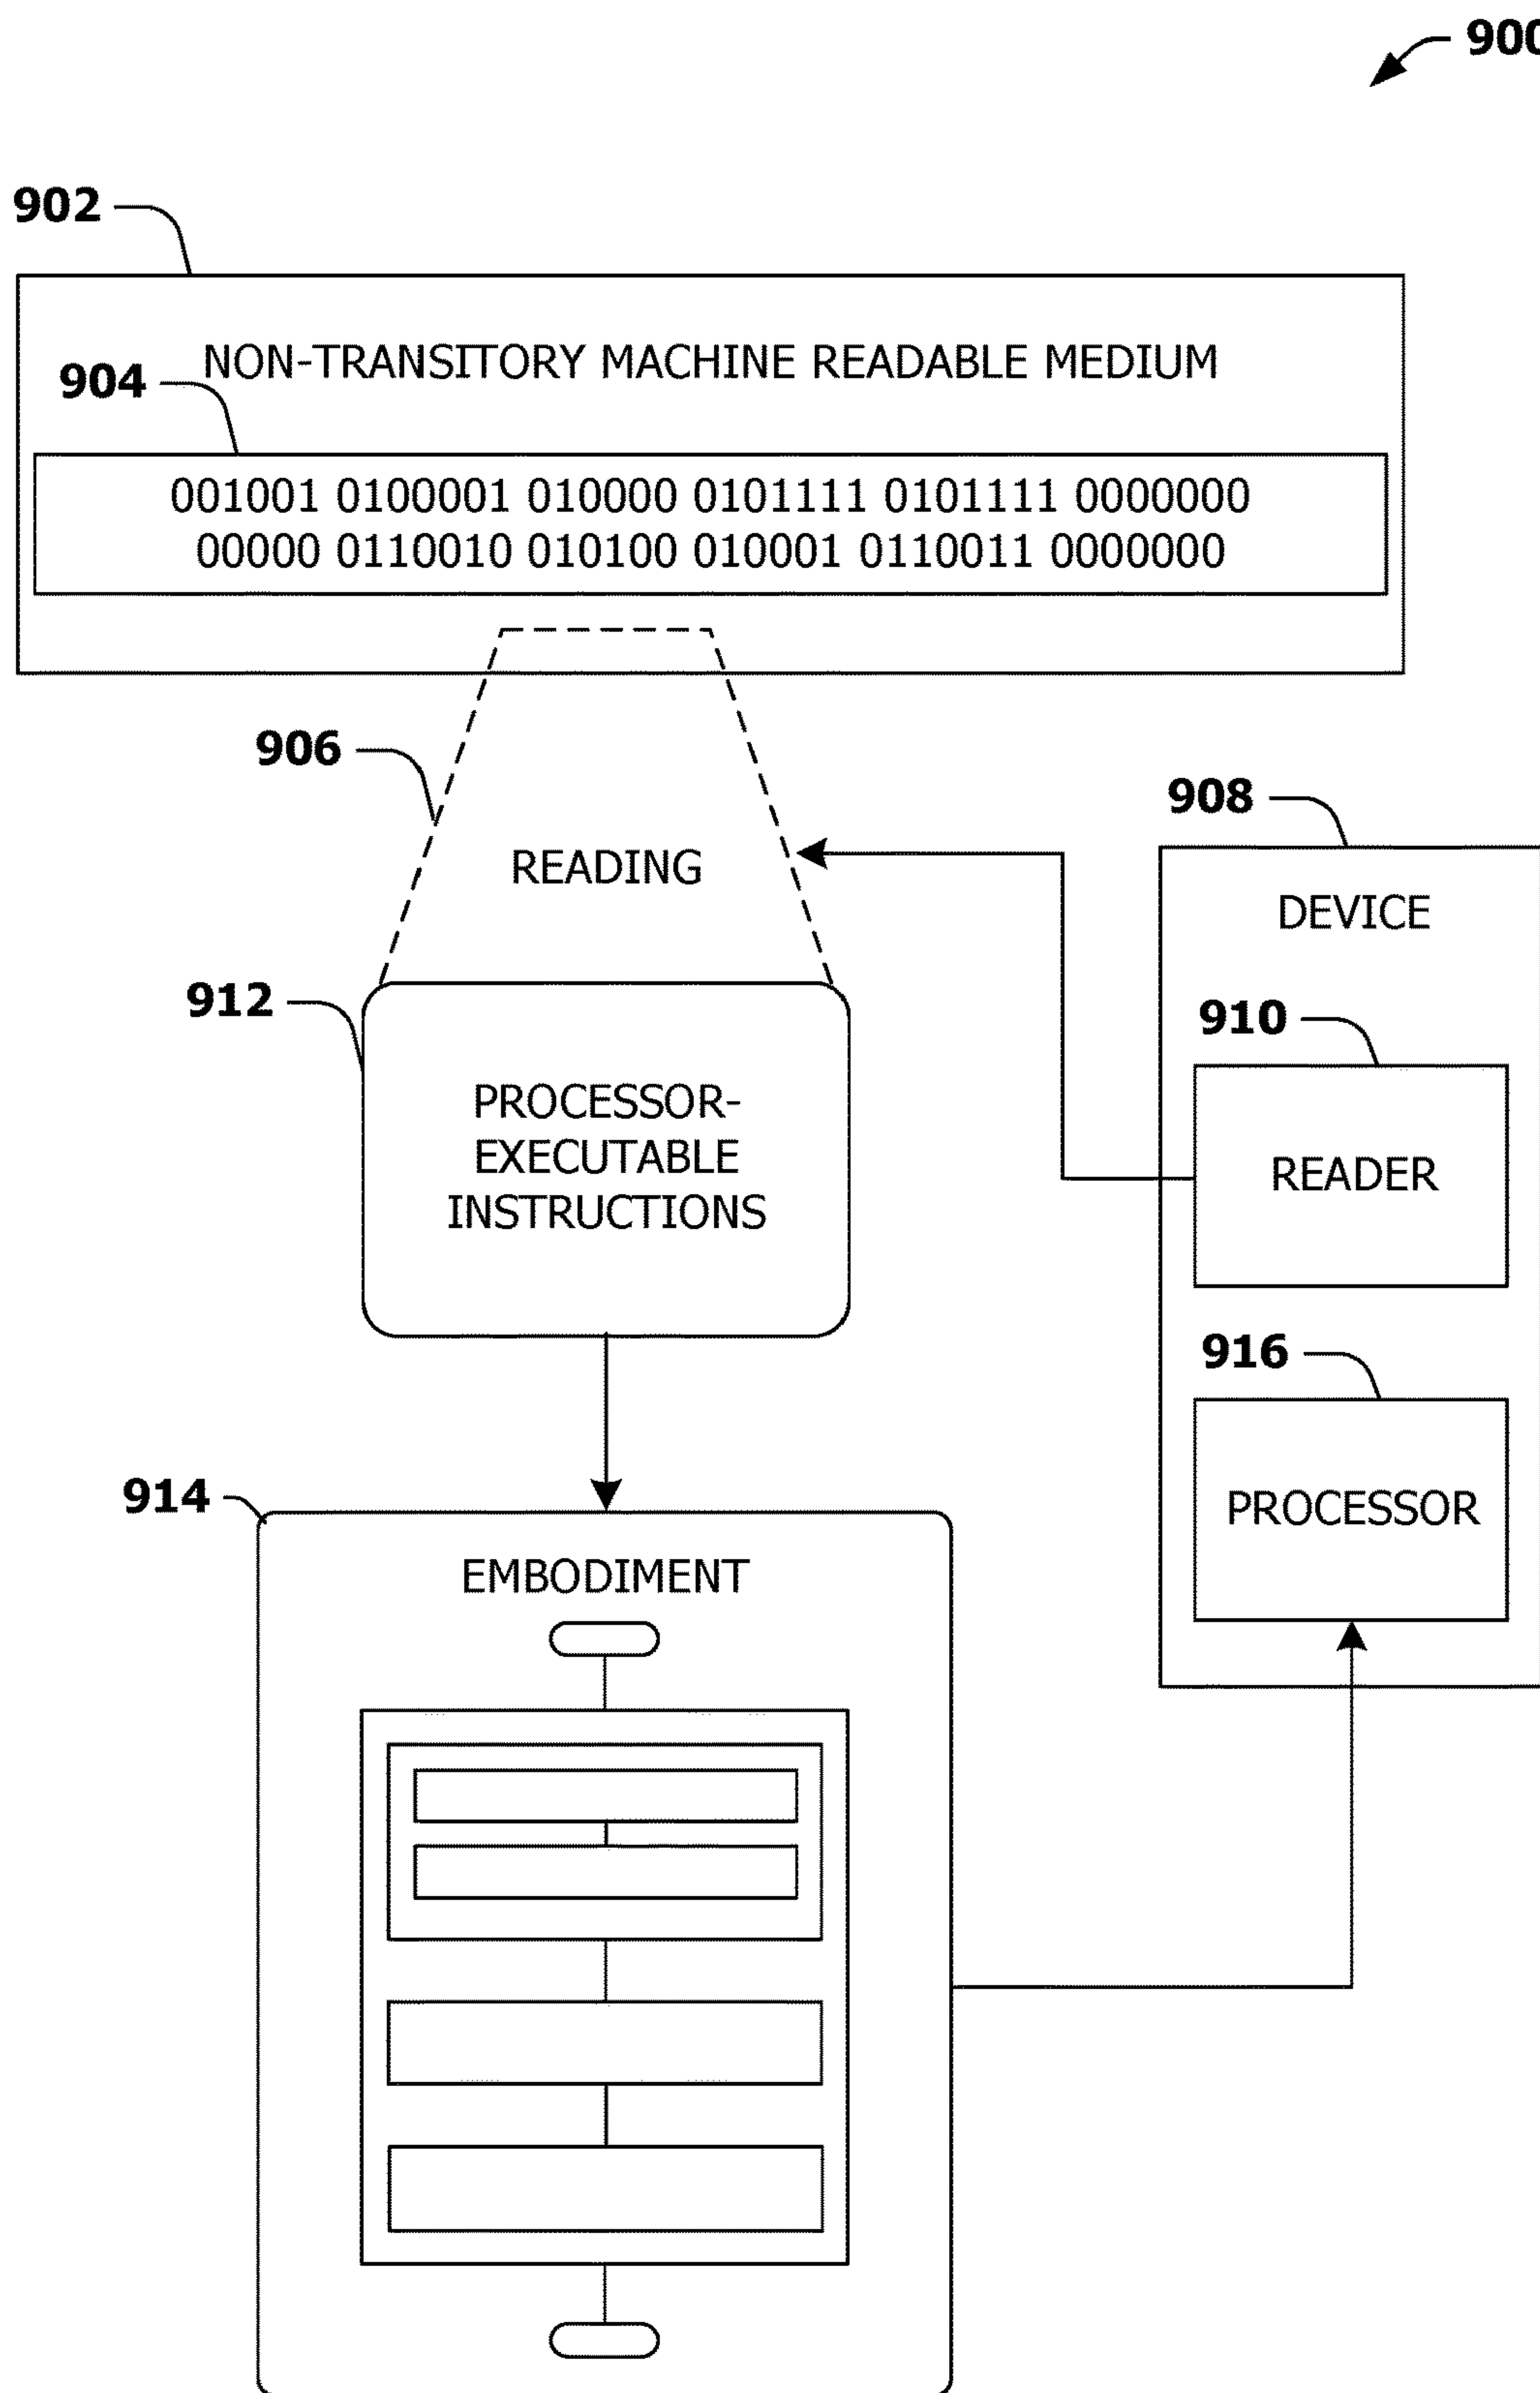 900
902
NON-TRANSITORY MACHINE READABLE MEDIUM
904
001001 0100001 010000 0101111 0101111 0000000
00000 0110010 010100 010001 0110011 0000000
906
READING
908
DEVICE
910
READER
912
PROCESSOR-
EXECUTABLE
INSTRUCTIONS
916
PROCESSOR
914
EMBODIMENT